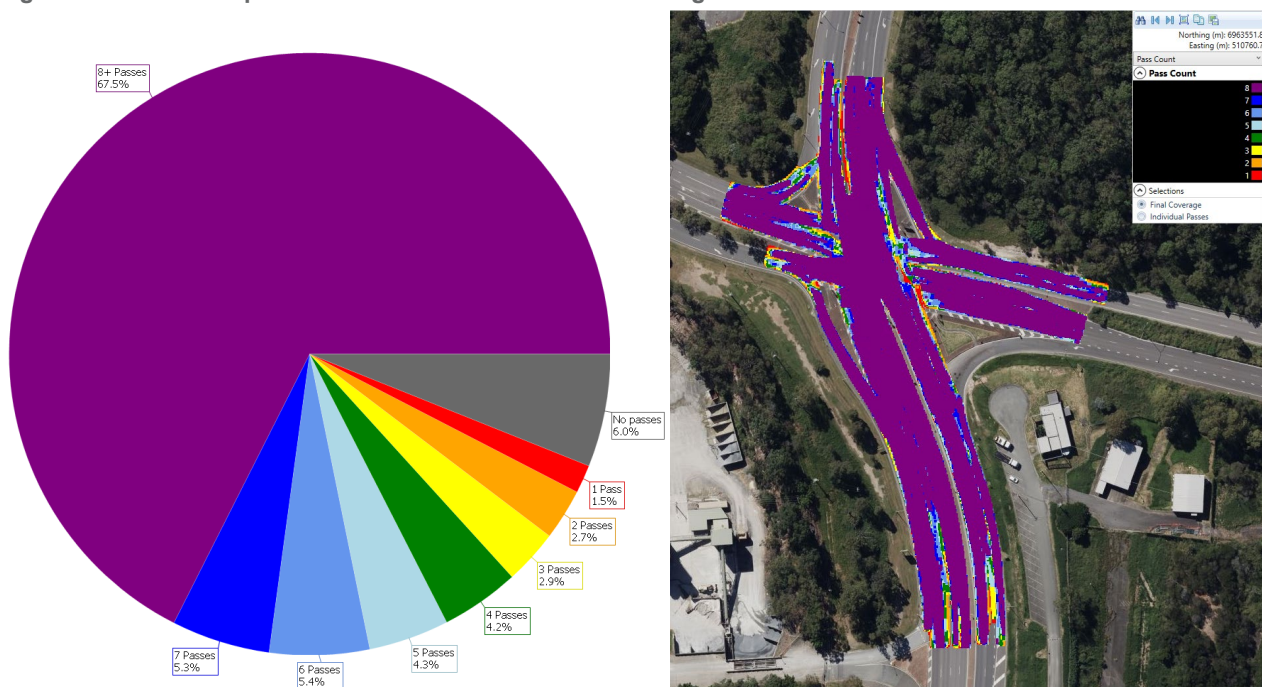 8+ Passes
67.5%
No passes
6.0%
1 Pass
1.5%
2 Passes
2.7%
3 Passes
2.9%
4 Passes
4.2%
5 Passes
4.3%
6 Passes
5.4%
7 Passes
5.3%
Northing (m): 6963551.8
Easting (m): 510760.7
Pass Count
Pass Count
8
7
6
5
4
3
2
1
Selections
Final Coverage
Individual Passes